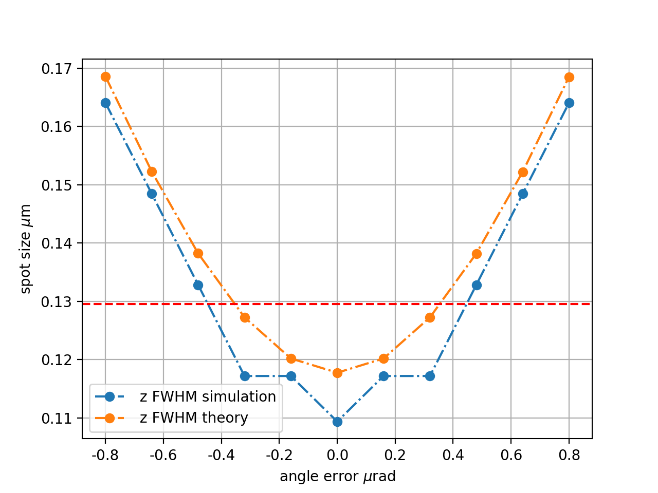 0.17
0.16
0.15
0.14
0.13
0.12
0.11
spot size μm
z FWHM simulation
z FWHM theory
-0.8 -0.6 -0.4 -0.2 0.0 0.2 0.4 0.6 0.8
angle error μrad